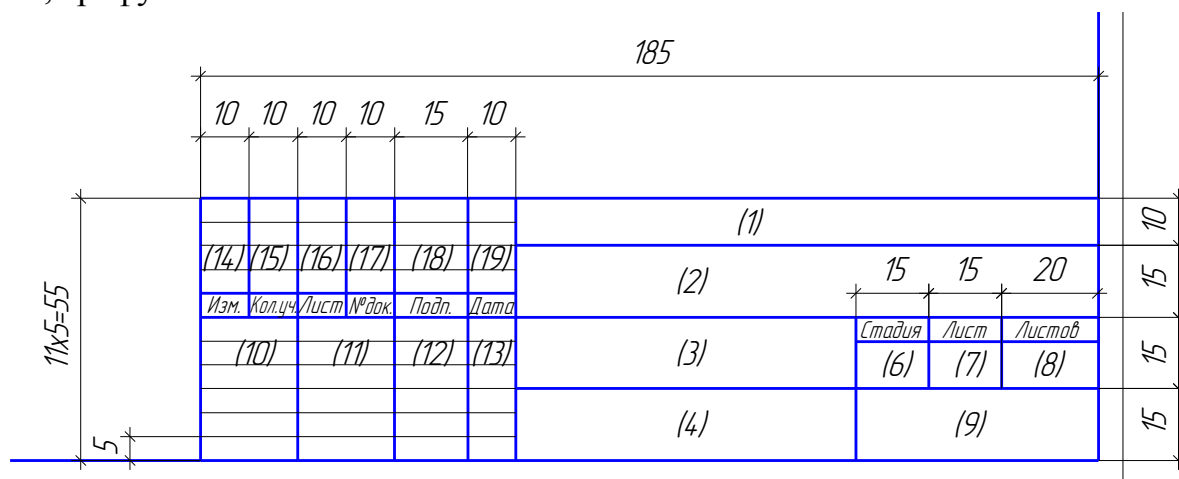 185
10 10 10 10 15 10
(1) 10
(14) (15) (16) (17) (18) (19) (2) 15 15 20 15
Изм. Кол.уч. Лист №док. Подп. Дата
11х5=55
Стадия Лист Листов
(10) (11) (12) (13) (3) (6) (7) (8) 15
5 (4) (9) 15